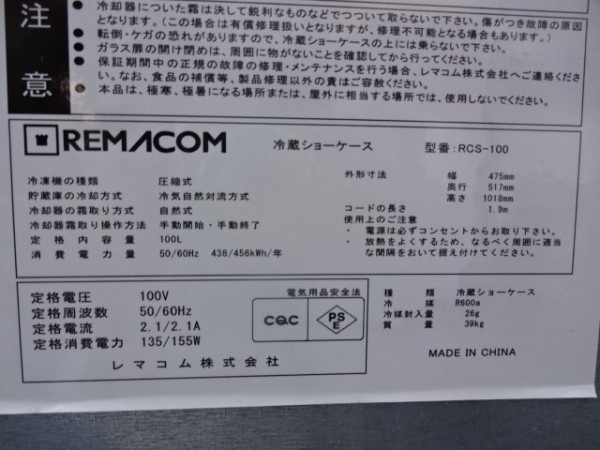 注意
● 冷却器についた霜は決して鋭利なものなどでつついて取らないで下さい。傷がつき故障の原因
となります。(この場合は有償修理扱いとなりますが、修理不可能となる場合もあります。)
● 転倒・ケガの恐れがありますので、冷蔵ショーケースの上には乗らないで下さい。
● ガラス扉の開け閉めは、周囲に物がないことを確認してから行ってください。
● 保証期間中の正規の故障の修理・メンテナンスを行う場合、レマコム株式会社へご連絡くださ
い。なお、食品の補償等、製品修理以外の責はご容赦ください。
● 本品は、極寒、極暑になる場所または、屋外に相当する場所では、使用しないでください。
REMACOM 冷蔵ショーケース 型番:RCS-100
冷凍機の種類 圧縮式
貯蔵庫の冷却方式 冷気自然対流方式
冷却器の霜取り方式 自然式
冷却器霜取り操作方法 手動開始・手動終了
定格内容量 100L
消費電力量 50/60Hz 438/456kWh/年
外形寸法 幅 475mm
奥行 517mm
高さ 1018mm
コードの長さ 1.9m
使用上のご注意
・ 電源は必ずコンセントからお取り下さい。
・ 放熱をよくするため、なるべく周囲に適当
な間隔をおいて据え付けてください。
定格電圧 100V
定格周波数 50/60Hz
定格電流 2.1/2.1A
定格消費電力 135/155W
レマコム株式会社
電気用品安全法
CQC
PS
E
種類 冷蔵ショーケース
冷媒 R600a
冷媒封入量 26g
質量 39kg
MADE IN CHINA